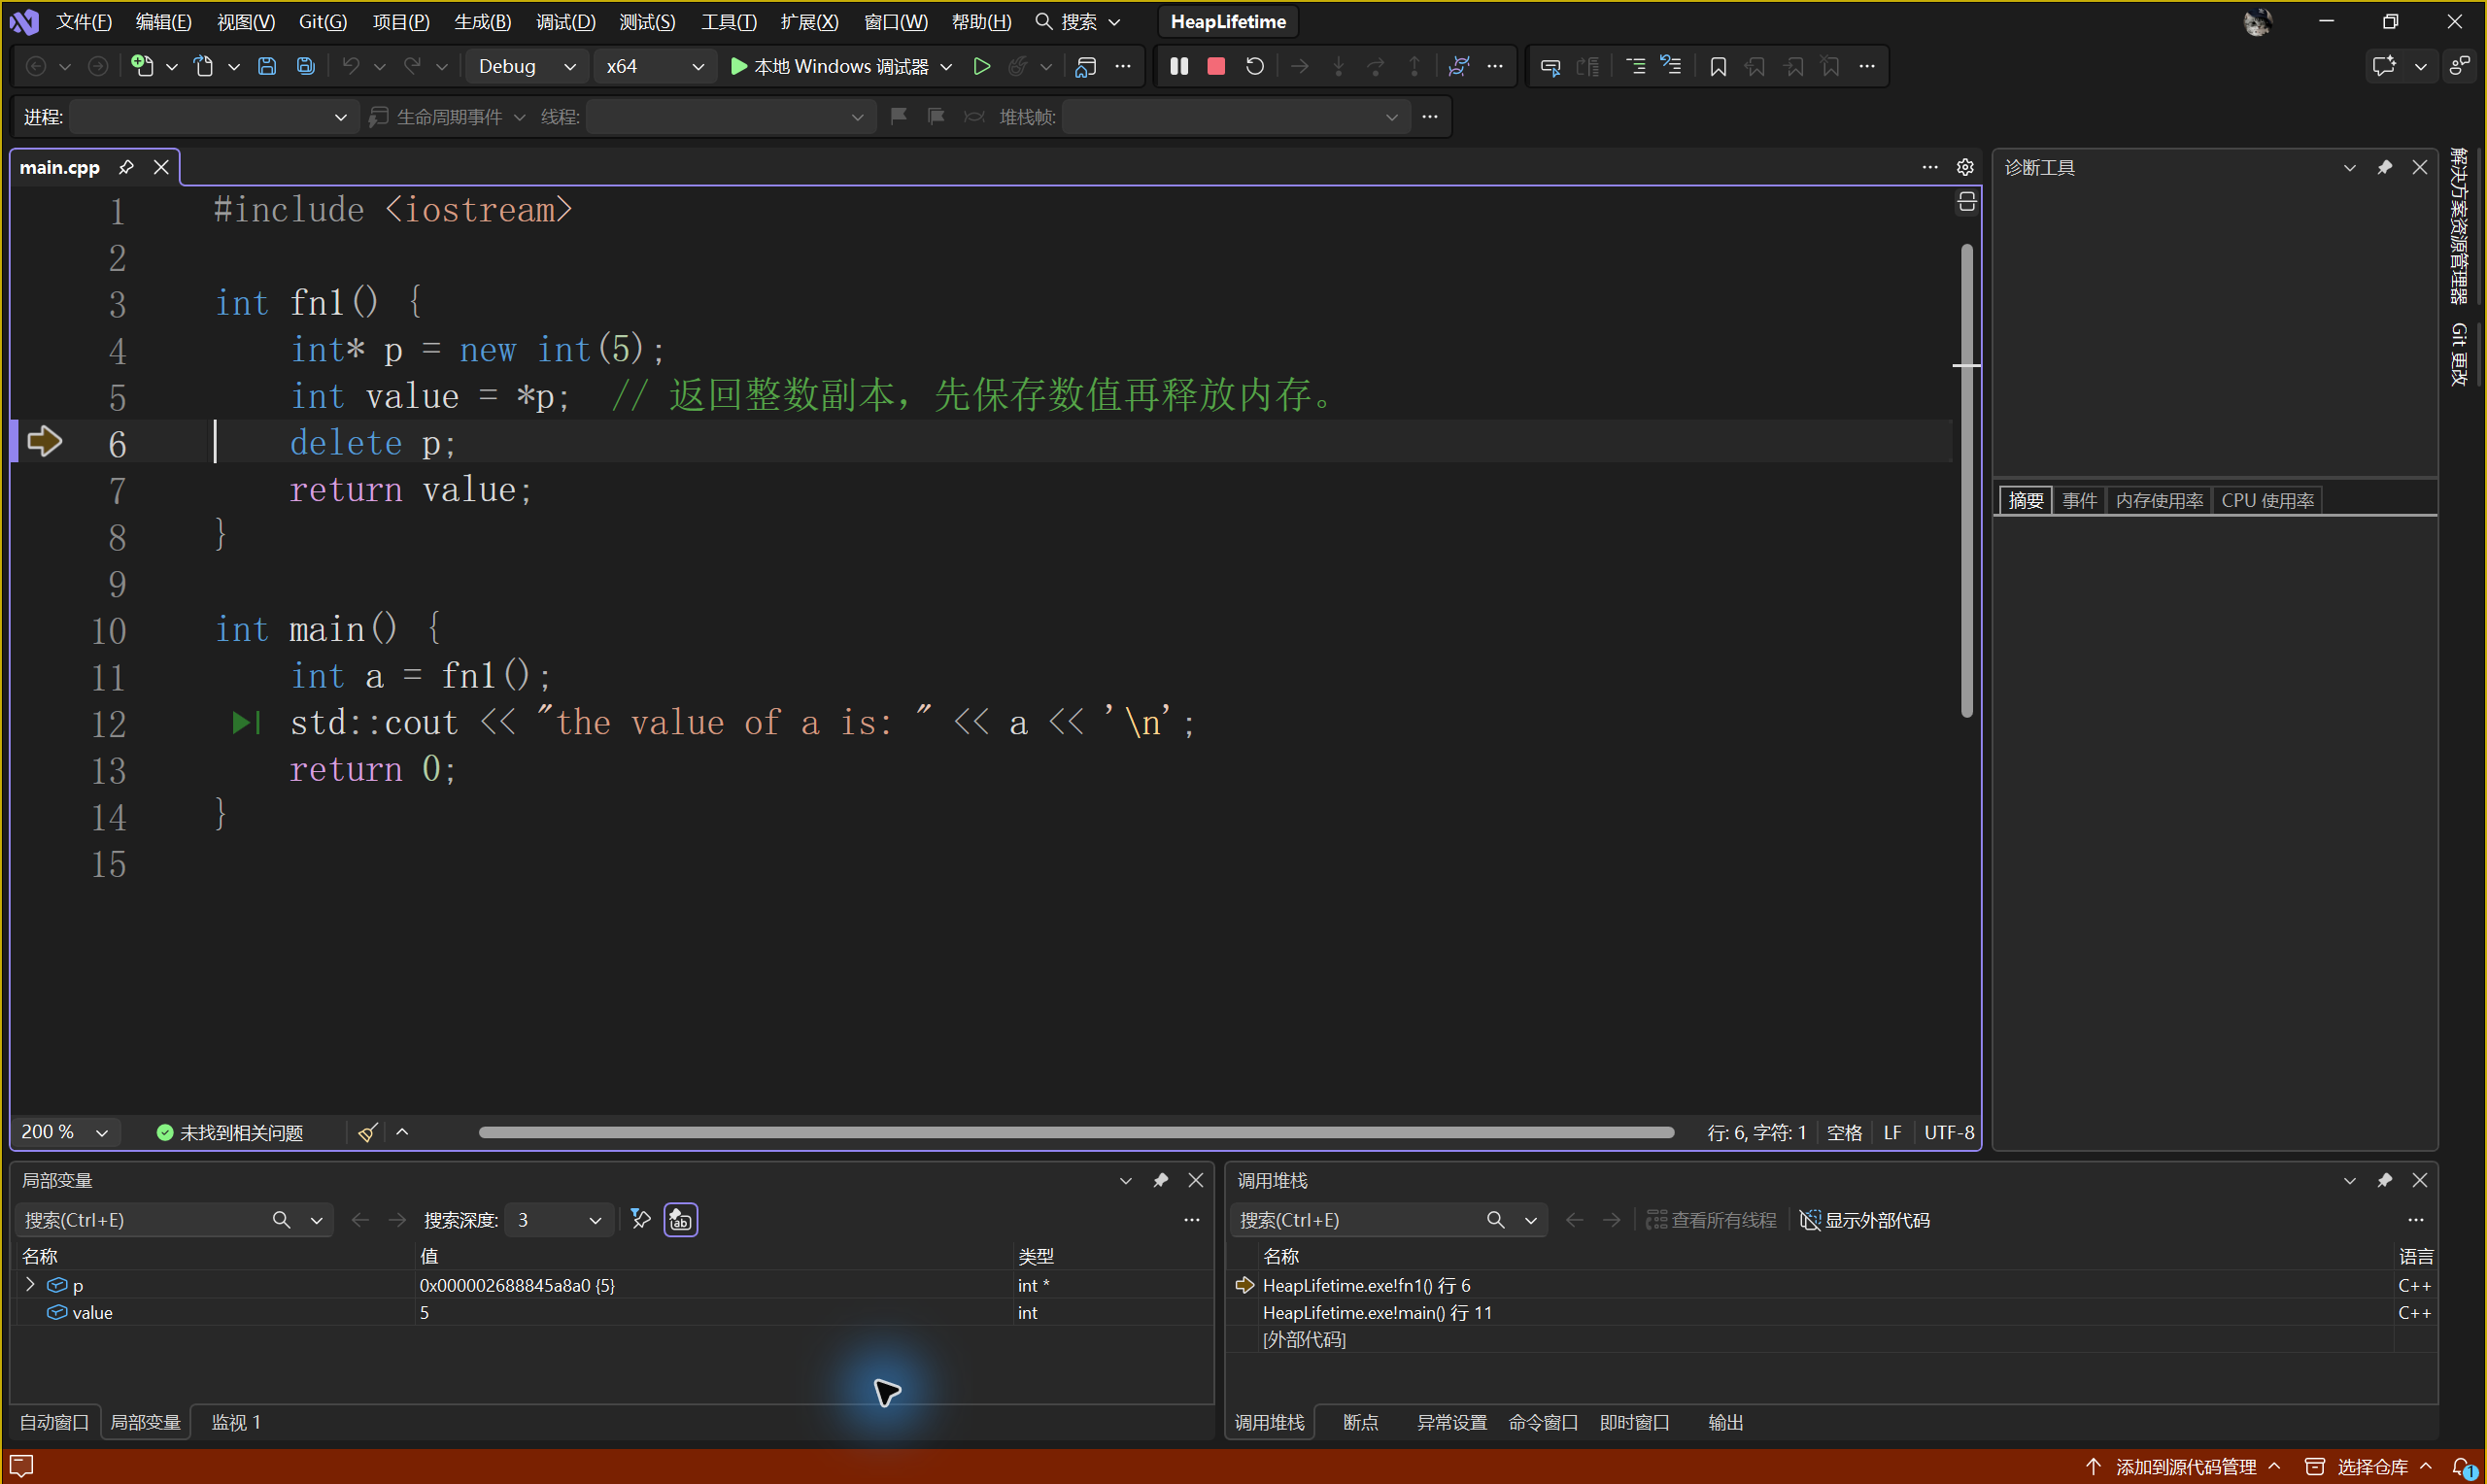 文件(F) 编辑(E) 视图(V) Git(G) 项目(P) 生成(B) 调试(D) 测试(S) 工具(T) 扩展(X) 窗口(W) 帮助(H) 搜索 HeapLifetime
Debug x64 本地 Windows 调试器
进程: 生命周期事件 线程: 堆栈帧:
main.cpp
1 #include <iostream>
2
3 int fn1() {
4 int* p = new int(5);
5 int value = *p; // 返回整数副本，先保存数值再释放内存。
6 delete p;
7 return value;
8 }
9
10 int main() {
11 int a = fn1();
12 std::cout << "the value of a is: " << a << '\n';
13 return 0;
14 }
15
200 % 未找到相关问题 行: 6, 字符: 1 空格 LF UTF-8
诊断工具
摘要 事件 内存使用率 CPU 使用率
解决方案资源管理器
Git 更改
局部变量
搜索(Ctrl+E) 搜索深度: 3
名称 值 类型
p 0x000002688845a8a0 {5} int *
value 5 int
自动窗口 局部变量 监视 1
调用堆栈
搜索(Ctrl+E) 查看所有线程 显示外部代码
名称 语言
HeapLifetime.exe!fn1() 行 6 C++
HeapLifetime.exe!main() 行 11 C++
[外部代码]
调用堆栈 断点 异常设置 命令窗口 即时窗口 输出
添加到源代码管理 选择仓库 1